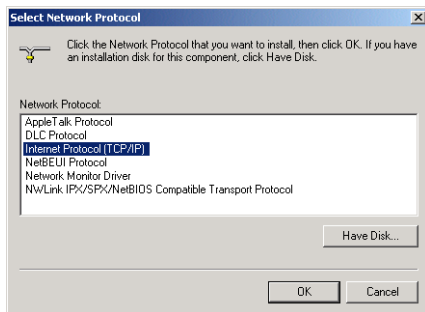 Select Network Protocol
Click the Network Protocol that you want to install, then click OK. If you have
an installation disk for this component, click Have Disk.
Network Protocol:
AppleTalk Protocol
DLC Protocol
Internet Protocol (TCP/IP)
NetBEUI Protocol
Network Monitor Driver
NWLink IPX/SPX/NetBIOS Compatible Transport Protocol
Have Disk...
OK
Cancel